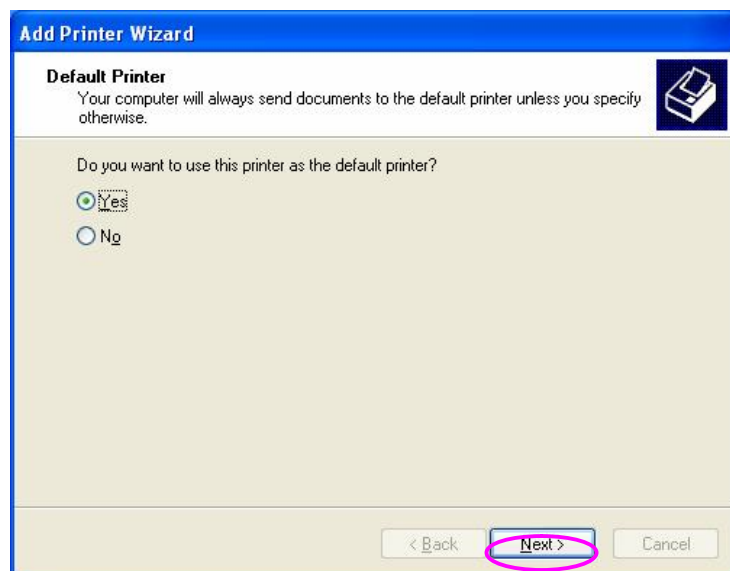 Add Printer Wizard
Default Printer
Your computer will always send documents to the default printer unless you specify
otherwise.
Do you want to use this printer as the default printer?
Yes
No
< Back Next > Cancel